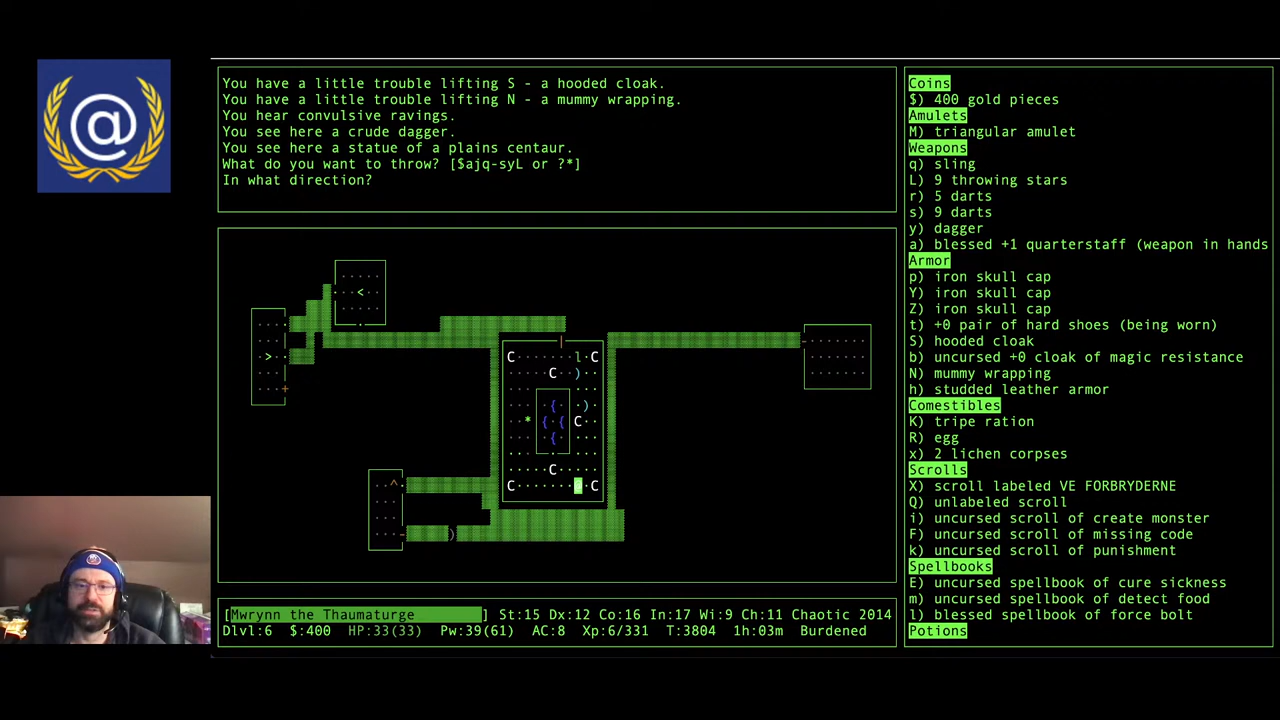 @
You have a little trouble lifting S - a hooded cloak.
You have a little trouble lifting N - a mummy wrapping.
You hear convulsive ravings.
You see here a crude dagger.
You see here a statue of a plains centaur.
What do you want to throw? [$ajq-syL or ?*]
In what direction?
[Mwrynn the Thaumaturge ] St:15 Dx:12 Co:16 In:17 Wi:9 Ch:11 Chaotic 2014
Dlvl:6 $:400 HP:33(33) Pw:39(61) AC:8 Xp:6/331 T:3804 1h:03m Burdened
Coins
$) 400 gold pieces
Amulets
M) triangular amulet
Weapons
q) sling
L) 9 throwing stars
r) 5 darts
s) 9 darts
y) dagger
a) blessed +1 quarterstaff (weapon in hands
Armor
p) iron skull cap
Y) iron skull cap
Z) iron skull cap
t) +0 pair of hard shoes (being worn)
S) hooded cloak
b) uncursed +0 cloak of magic resistance
N) mummy wrapping
h) studded leather armor
Comestibles
K) tripe ration
R) egg
x) 2 lichen corpses
Scrolls
X) scroll labeled VE FORBRYDERNE
Q) unlabeled scroll
i) uncursed scroll of create monster
F) uncursed scroll of missing code
k) uncursed scroll of punishment
Spellbooks
E) uncursed spellbook of cure sickness
m) uncursed spellbook of detect food
l) blessed spellbook of force bolt
Potions